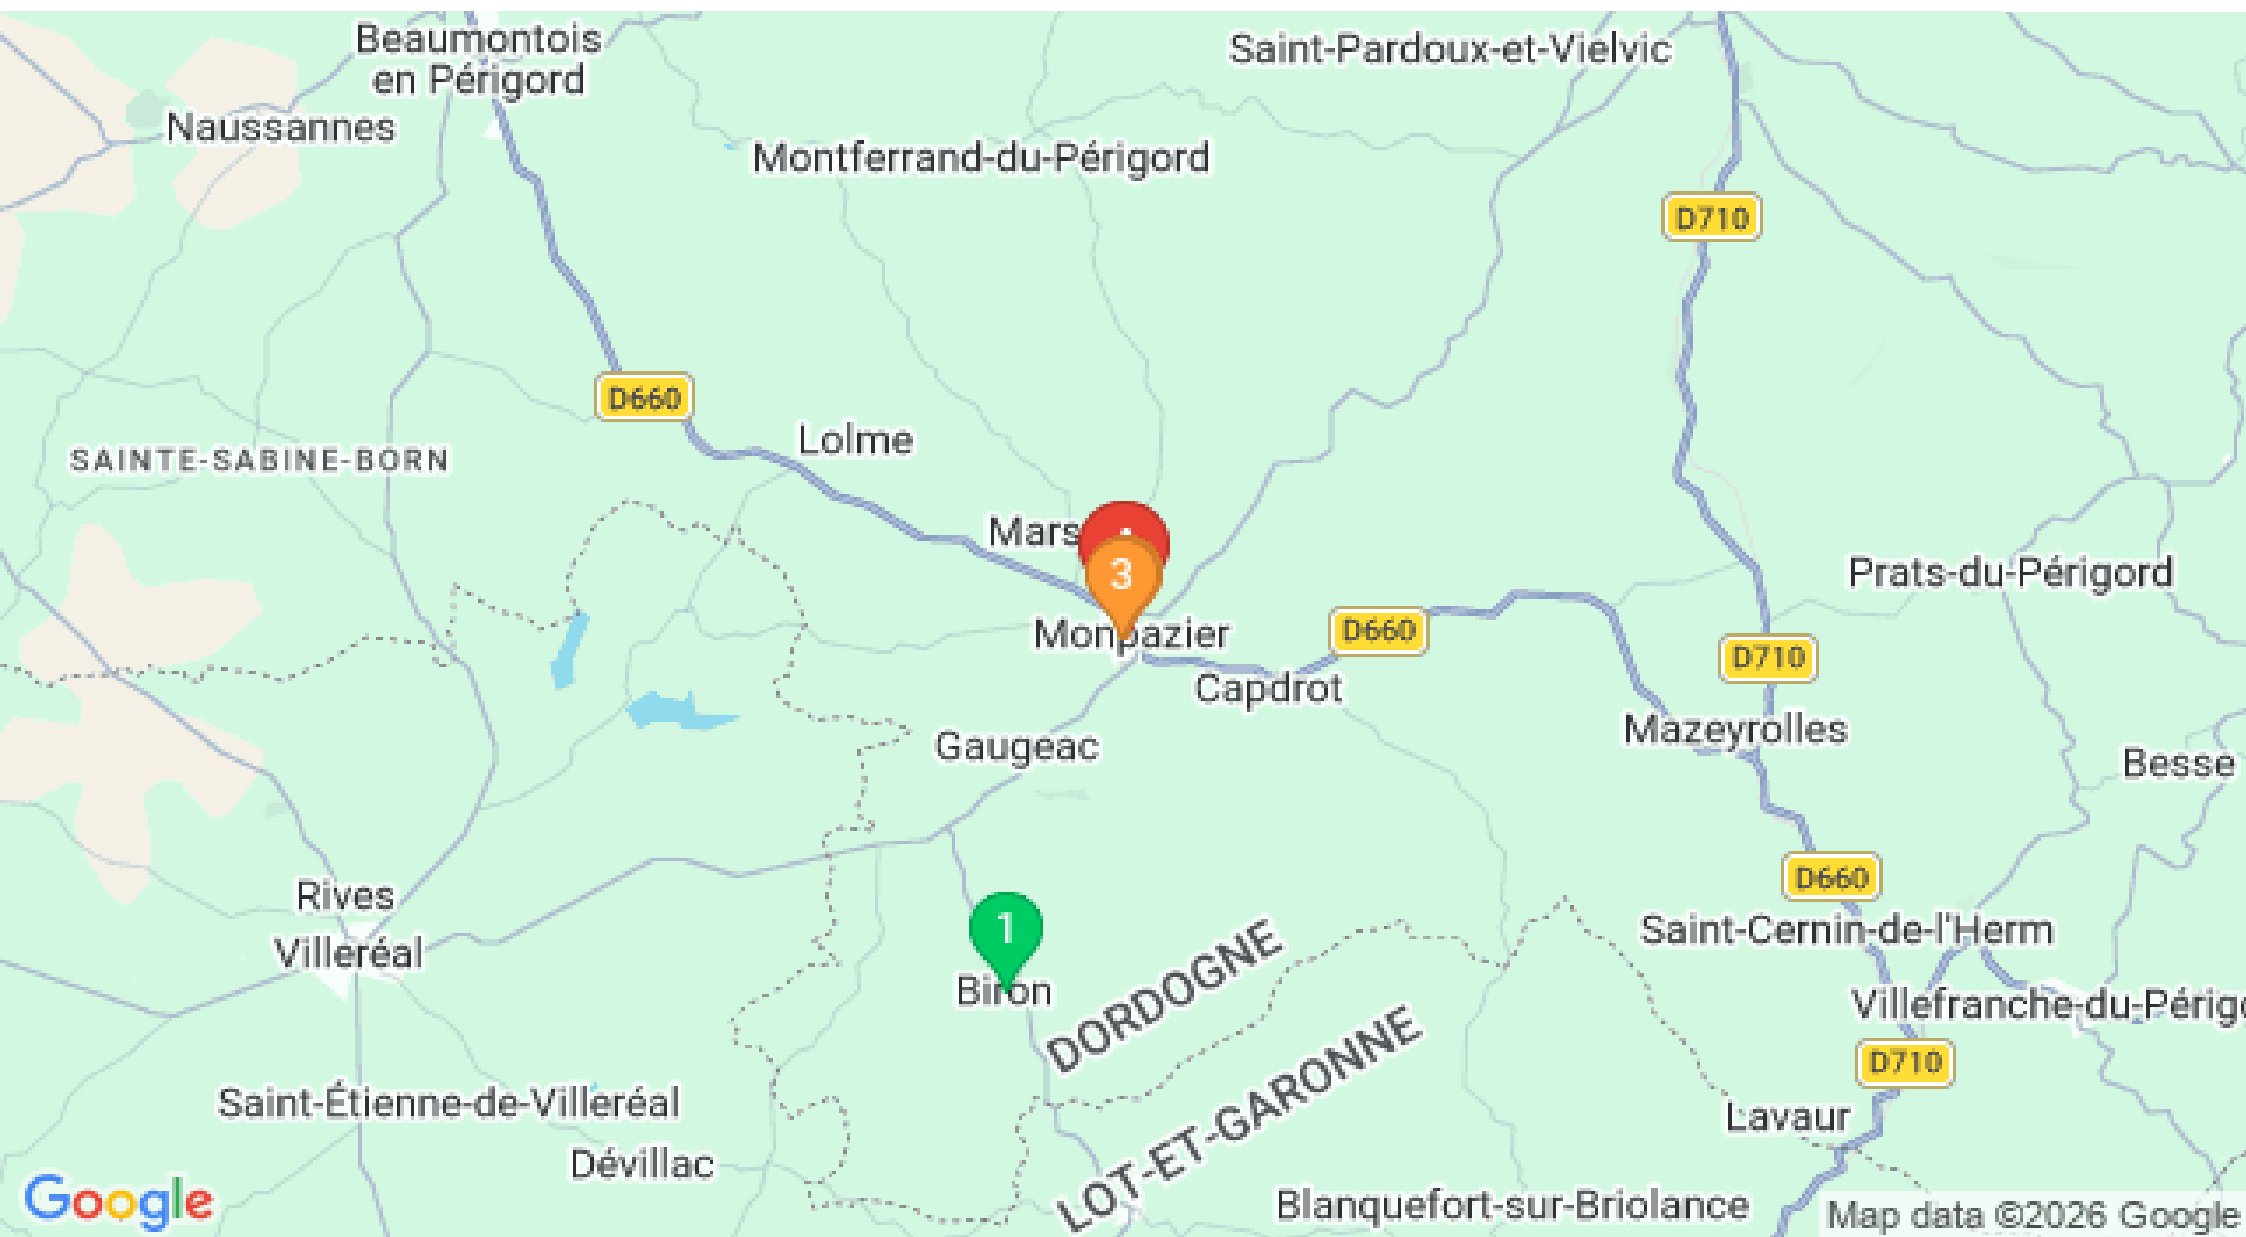 Beaumontois
en Périgord
Saint-Pardoux-et-Vielvic
Naussannes
Montferrand-du-Périgord
D710
D660
Lolme
SAINTE-SABINE-BORN
Mars
3
Prats-du-Périgord
Monpazier
D660
D710
Capdrot
Mazeyrolles
Gaugeac
Besse
D660
Rives
1
Saint-Cernin-de-l'Herm
Villeréal
Biron
DORDOGNE
Villefranche-du-Périgo
LOT-ET-GARONNE
D710
Saint-Étienne-de-Villeréal
Lavaur
Dévillac
Google
Blanquefort-sur-Briolance
Map data ©2026 Google